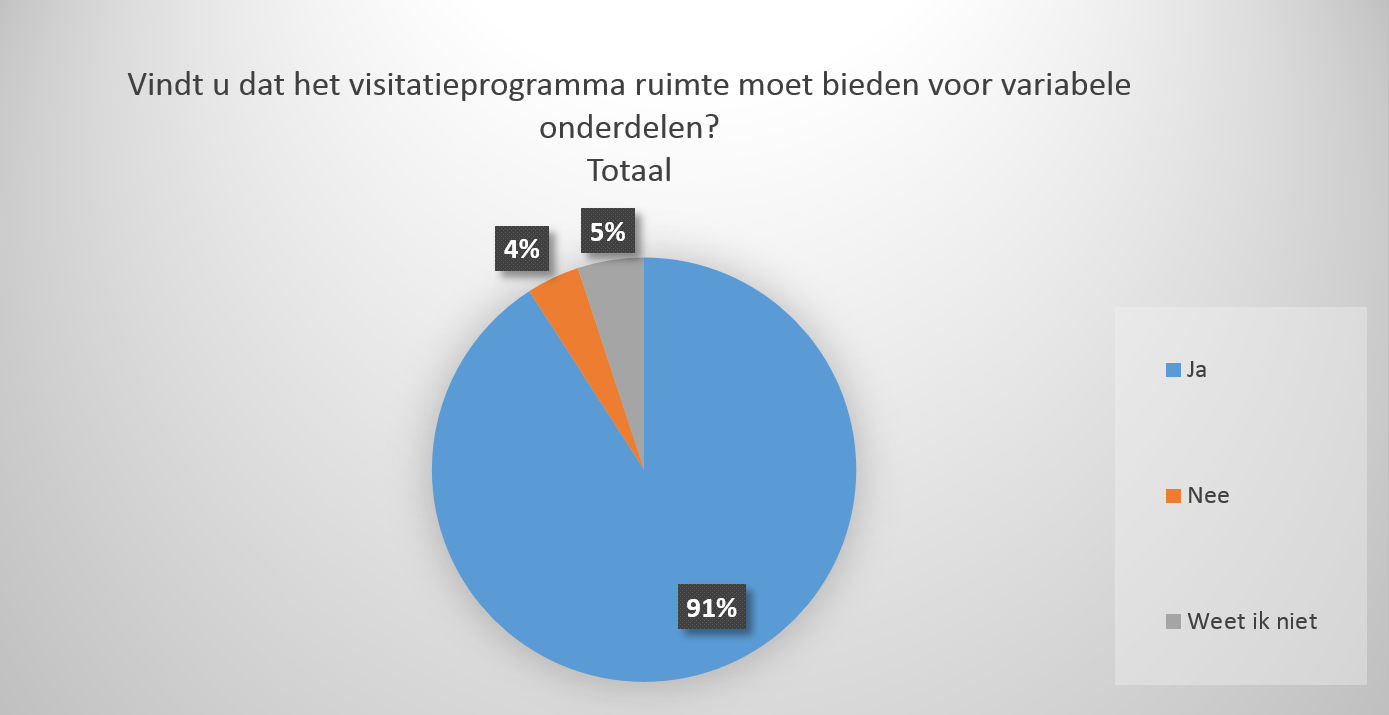 Vindt u dat het visitatieprogramma ruimte moet bieden voor variabele
onderdelen?
Totaal
5%
4%
91%
Ja
Nee
Weet ik niet